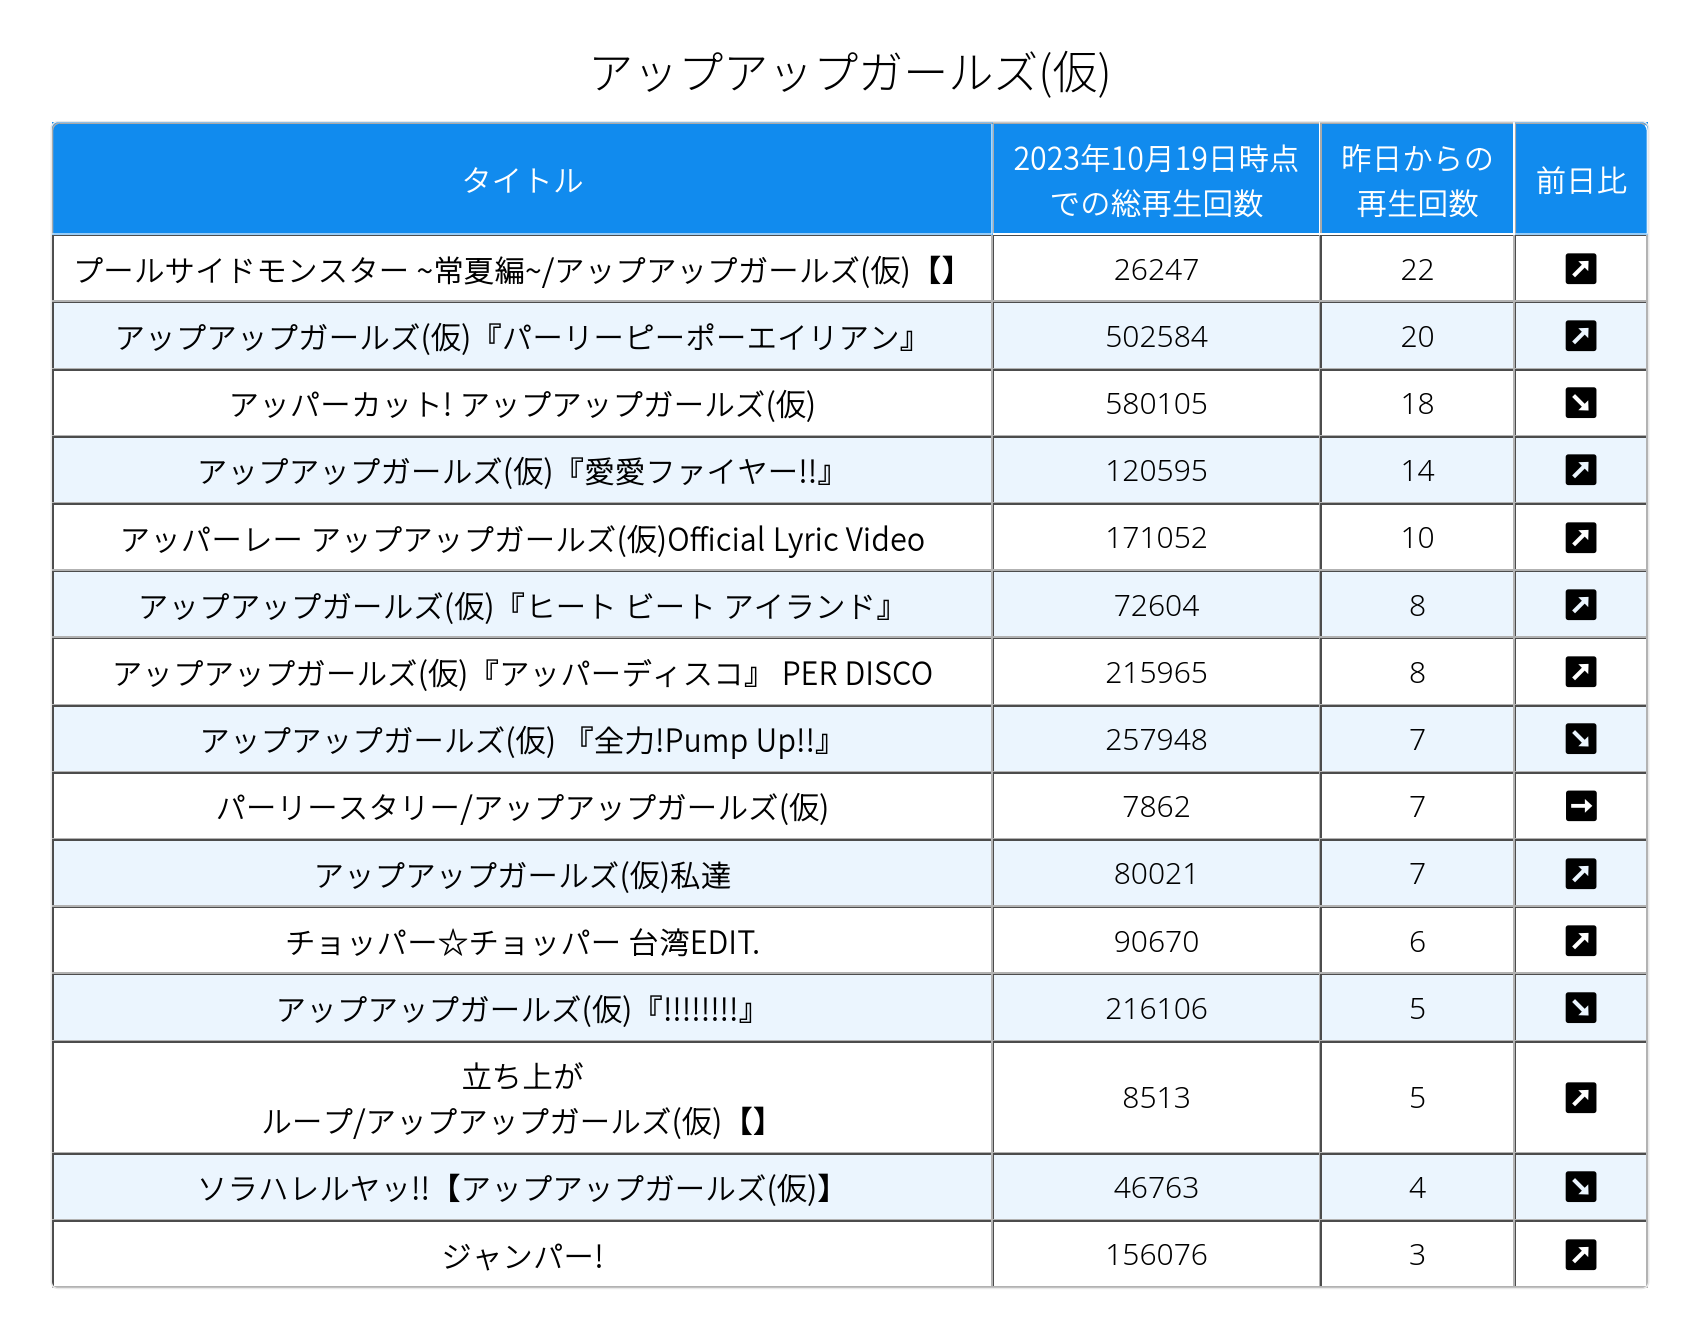 アップアップガールズ(仮)
タイトル 2023年10月19日時点 での総再生回数 昨日からの 再生回数 前日比
プールサイドモンスター ~常夏編~/アップアップガールズ(仮)【】 26247 22
アップアップガールズ(仮)『パーリーピーポーエイリアン』 502584 20
アッパーカット! アップアップガールズ(仮) 580105 18
アップアップガールズ(仮)『愛愛ファイヤー!!』 120595 14
アッパーレー アップアップガールズ(仮)Official Lyric Video 171052 10
アップアップガールズ(仮)『ヒート ビート アイランド』 72604 8
アップアップガールズ(仮)『アッパーディスコ』 PER DISCO 215965 8
アップアップガールズ(仮) 『全力!Pump Up!!』 257948 7
パーリースタリー/アップアップガールズ(仮) 7862 7
アップアップガールズ(仮)私達 80021 7
チョッパー☆チョッパー 台湾EDIT. 90670 6
アップアップガールズ(仮)『!!!!!!!!』 216106 5
立ち上が
ループ/アップアップガールズ(仮)【】 8513 5
ソラハレルヤッ!!【アップアップガールズ(仮)】 46763 4
ジャンパー! 156076 3